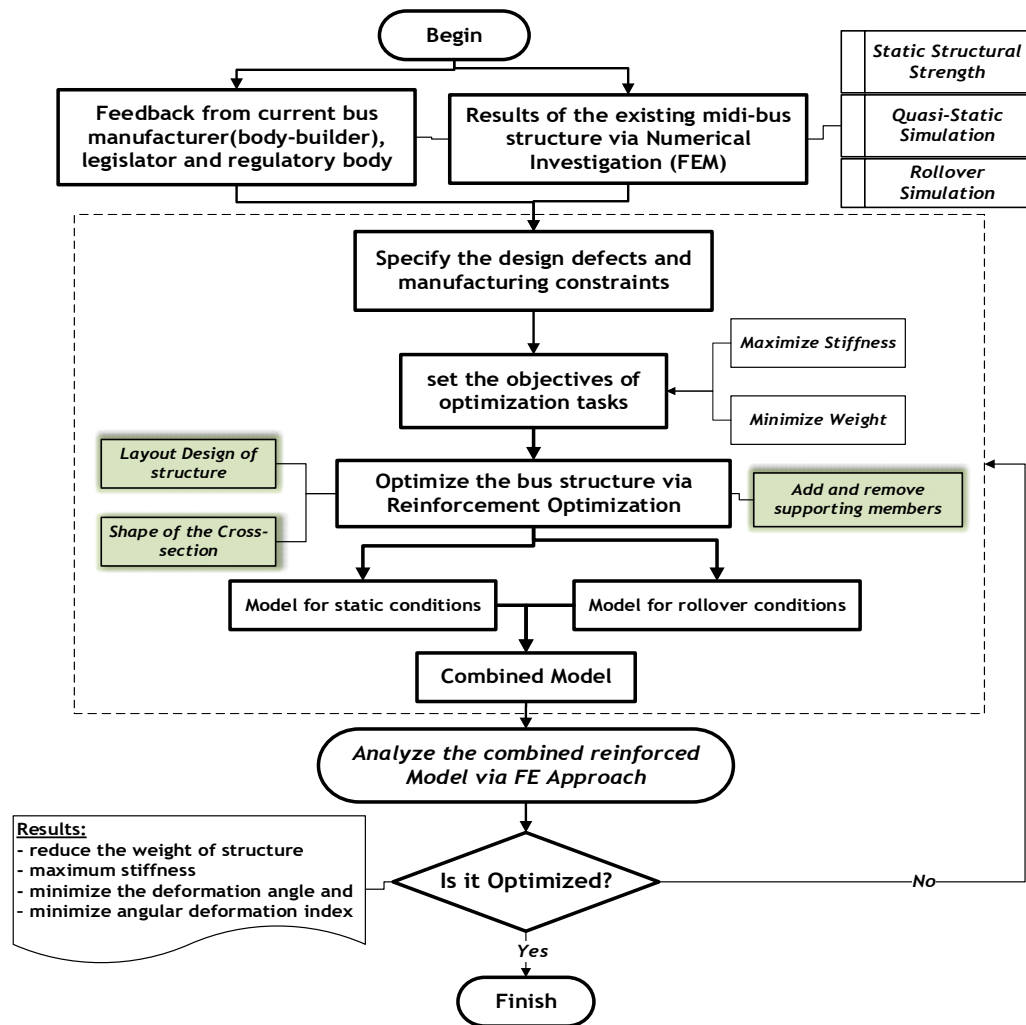 Begin
Feedback from current bus
manufacturer(body-builder),
legislator and regulatory body
Results of the existing midi-bus
structure via Numerical
Investigation (FEM)
Static Structural
Strength
Quasi-Static
Simulation
Rollover
Simulation
Specify the design defects and
manufacturing constraints
set the objectives of
optimization tasks
Maximize Stiffness
Minimize Weight
Layout Design of
structure
Shape of the Cross-
section
Optimize the bus structure via
Reinforcement Optimization
Add and remove
supporting members
Model for static conditions
Model for rollover conditions
Combined Model
Analyze the combined reinforced
Model via FE Approach
Results:
- reduce the weight of structure
- maximum stiffness
- minimize the deformation angle and
- minimize angular deformation index
Is it Optimized?
No
Yes
Finish